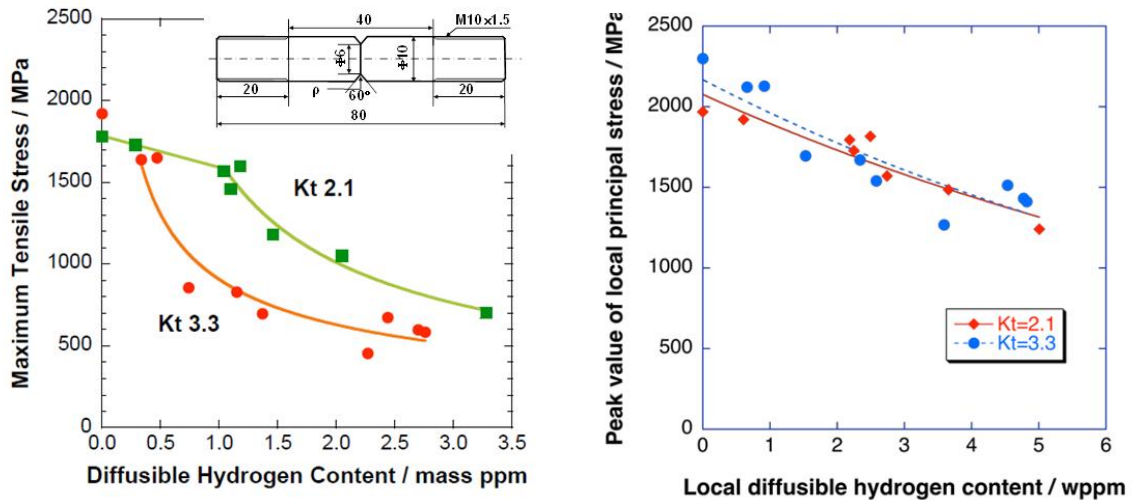 2500
2000
1500
1000
500
0
Maximum Tensile Stress / MPa
40
M10×1.5
Φ6
Φ10
20
ρ
60°
20
80
Kt 2.1
Kt 3.3
0.0 0.5 1.0 1.5 2.0 2.5 3.0 3.5
Diffusible Hydrogen Content / mass ppm
2500
2000
1500
1000
500
0
Peak value of local principal stress / MPa
Kt=2.1
Kt=3.3
0 1 2 3 4 5 6
Local diffusible hydrogen content / wppm